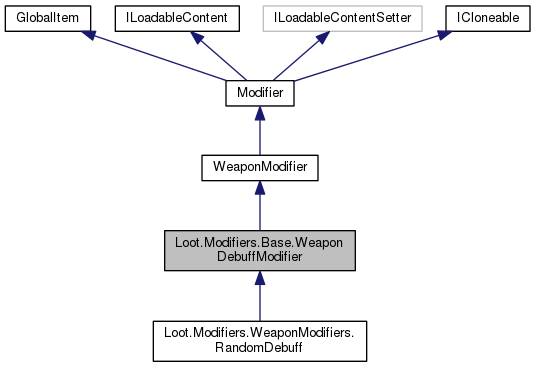 GlobalItem
ILoadableContent
ILoadableContentSetter
ICloneable
Modifier
WeaponModifier
Loot.Modifiers.Base.Weapon
DebuffModifier
Loot.Modifiers.WeaponModifiers.
RandomDebuff